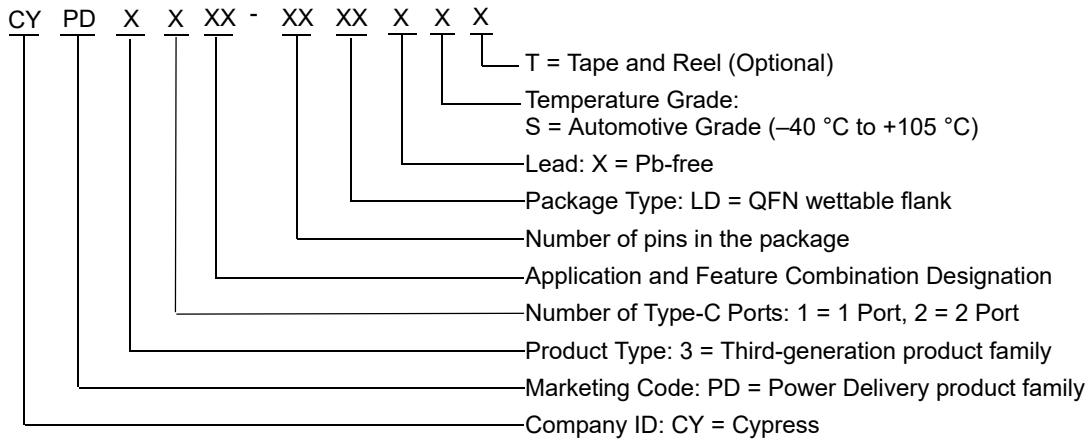 CY PD X X XX - XX XX X X X
T = Tape and Reel (Optional)
Temperature Grade:
S = Automotive Grade (–40 °C to +105 °C)
Lead: X = Pb-free
Package Type: LD = QFN wettable flank
Number of pins in the package
Application and Feature Combination Designation
Number of Type-C Ports: 1 = 1 Port, 2 = 2 Port
Product Type: 3 = Third-generation product family
Marketing Code: PD = Power Delivery product family
Company ID: CY = Cypress